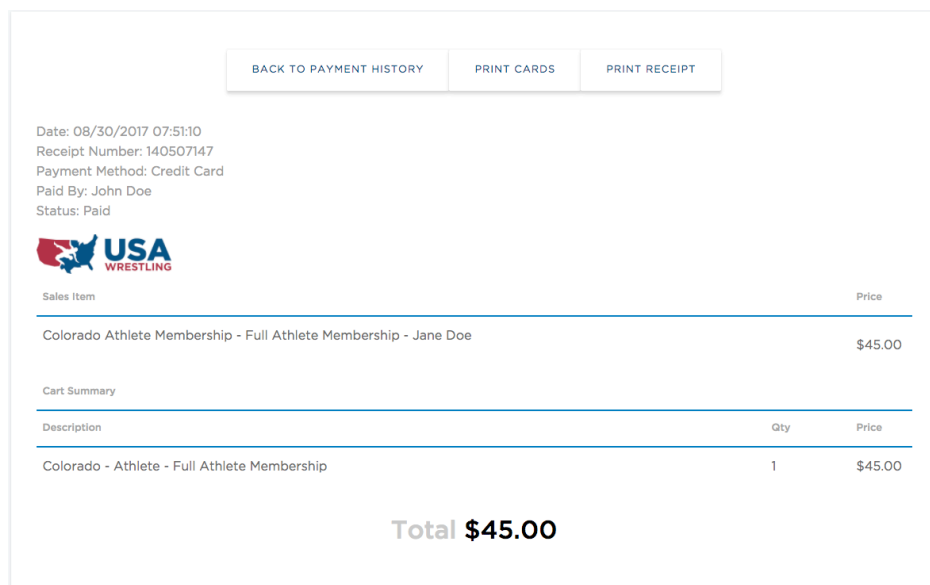 BACK TO PAYMENT HISTORY PRINT CARDS PRINT RECEIPT
Date: 08/30/2017 07:51:10
Receipt Number: 140507147
Payment Method: Credit Card
Paid By: John Doe
Status: Paid
USA
WRESTLING
Sales Item Price
Colorado Athlete Membership - Full Athlete Membership - Jane Doe
$45.00
Cart Summary
Description Qty Price
Colorado - Athlete - Full Athlete Membership 1 $45.00
Total $45.00